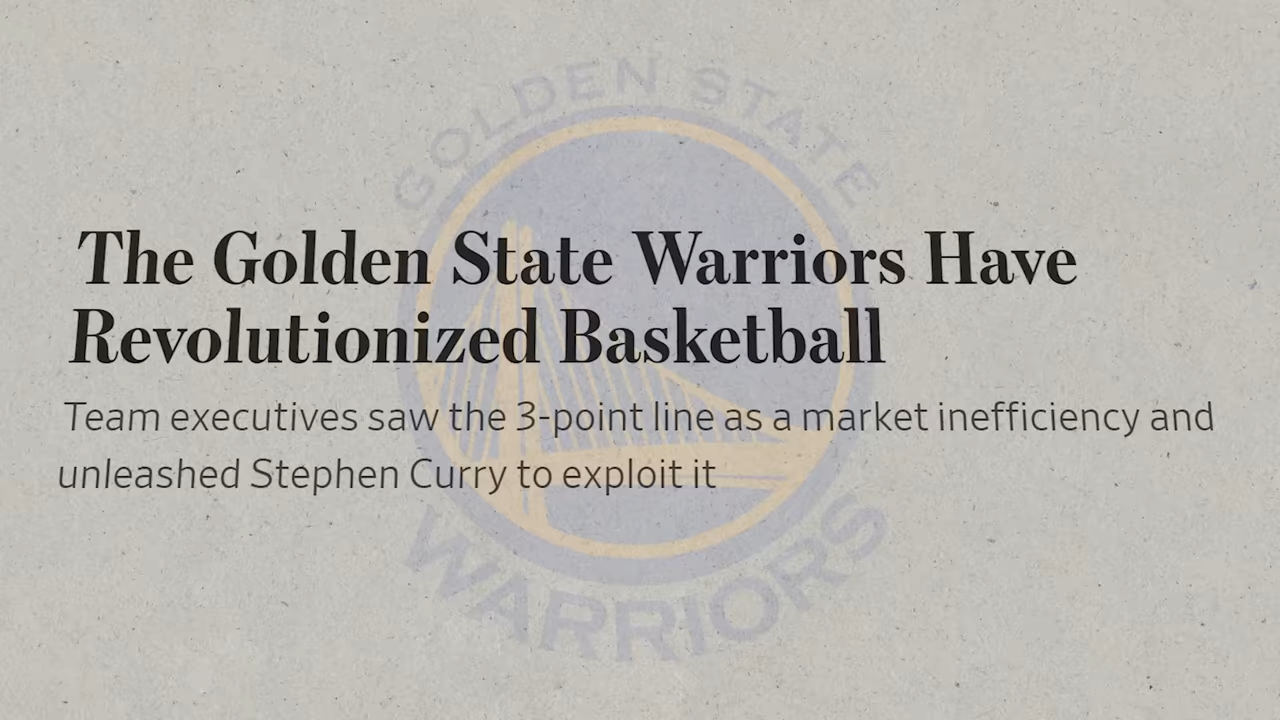 GOLDEN STATE
The Golden State Warriors Have
Revolutionized Basketball
Team executives saw the 3-point line as a market inefficiency and
unleashed Stephen Curry to exploit it
WARRIORS